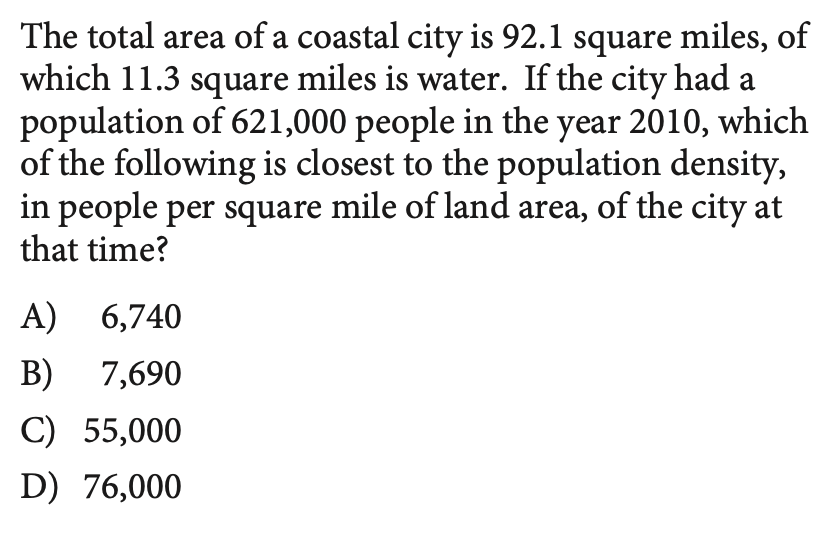 The total area of a coastal city is 92.1 square miles, of
which 11.3 square miles is water. If the city had a
population of 621,000 people in the year 2010, which
of the following is closest to the population density,
in people per square mile of land area, of the city at
that time?
A) 6,740
B) 7,690
C) 55,000
D) 76,000